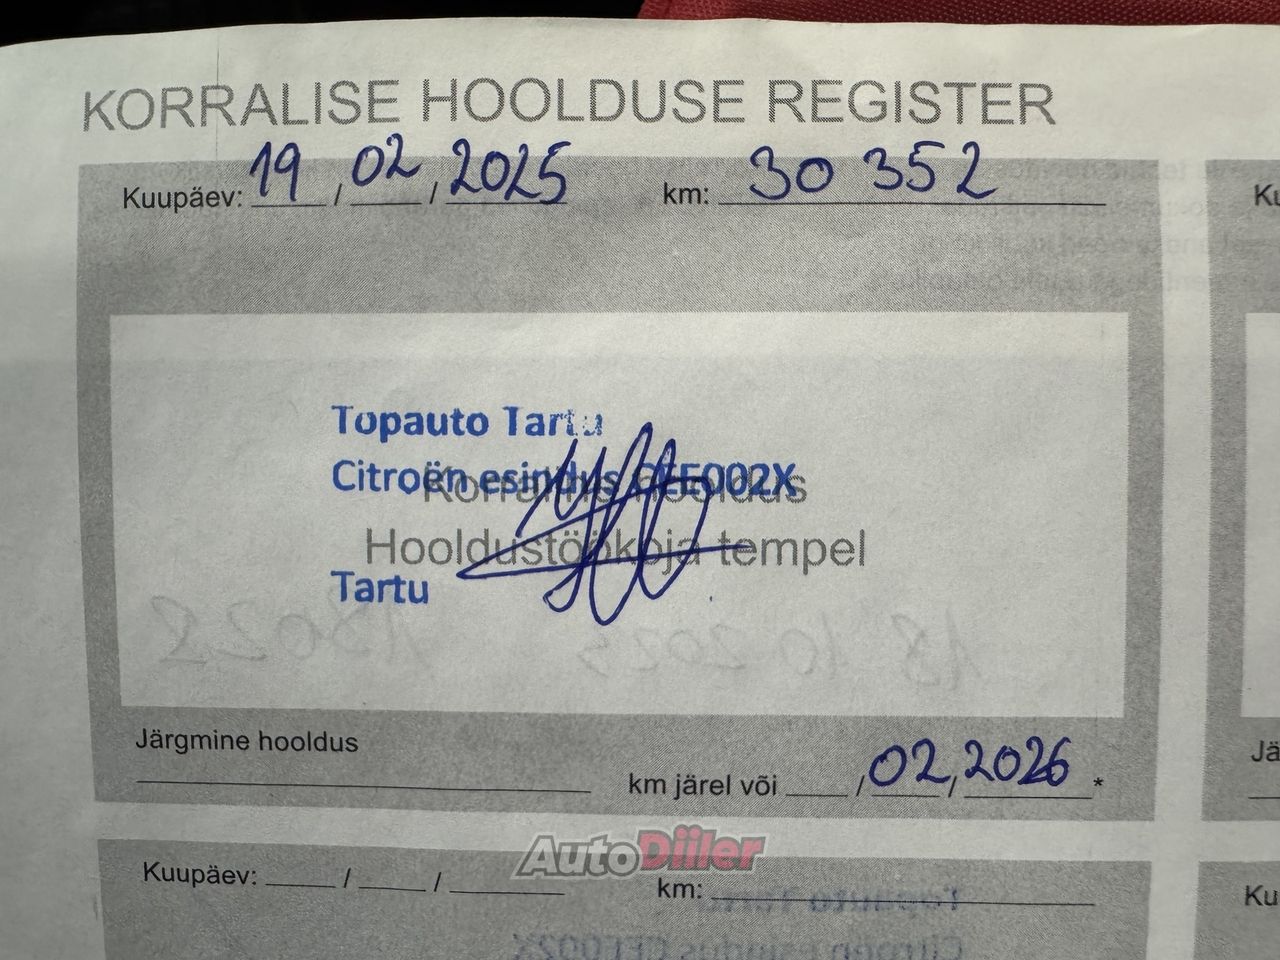 KORRALISE HOOLDUSE REGISTER
Kuupäev: 19 / 02 / 2025 km: 30 352
Topauto Tartu
Citroën esindus CEE002X
Korraline hooldus
Hooldustöökoja tempel
Tartu
Järgmine hooldus
km järel või / 02 / 2026 *
AutoDiiler
Kuupäev: / / km: